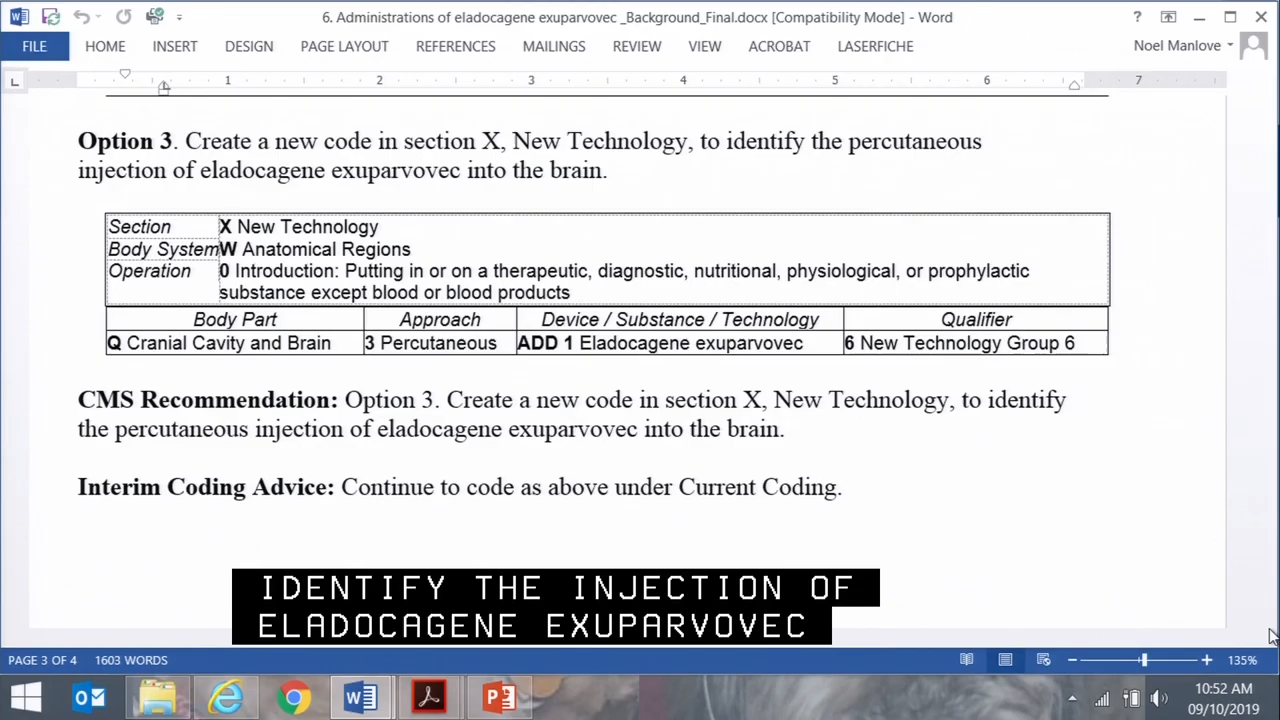 6. Administrations of eladocagene exuparvovec _Background_Final.docx [Compatibility Mode] - Word
FILE HOME INSERT DESIGN PAGE LAYOUT REFERENCES MAILINGS REVIEW VIEW ACROBAT LASERFICHE Noel Manlove
L 1 2 3 4 5 6 7
Option 3. Create a new code in section X, New Technology, to identify the percutaneous
injection of eladocagene exuparvovec into the brain.
Section X New Technology
Body System W Anatomical Regions
Operation 0 Introduction: Putting in or on a therapeutic, diagnostic, nutritional, physiological, or prophylactic
substance except blood or blood products
Body Part Approach Device / Substance / Technology Qualifier
Q Cranial Cavity and Brain 3 Percutaneous ADD 1 Eladocagene exuparvovec 6 New Technology Group 6
CMS Recommendation: Option 3. Create a new code in section X, New Technology, to identify
the percutaneous injection of eladocagene exuparvovec into the brain.
Interim Coding Advice: Continue to code as above under Current Coding.
IDENTIFY THE INJECTION OF
ELADOCAGENE EXUPARVOVEC
PAGE 3 OF 4 1603 WORDS 135%
10:52 AM
09/10/2019